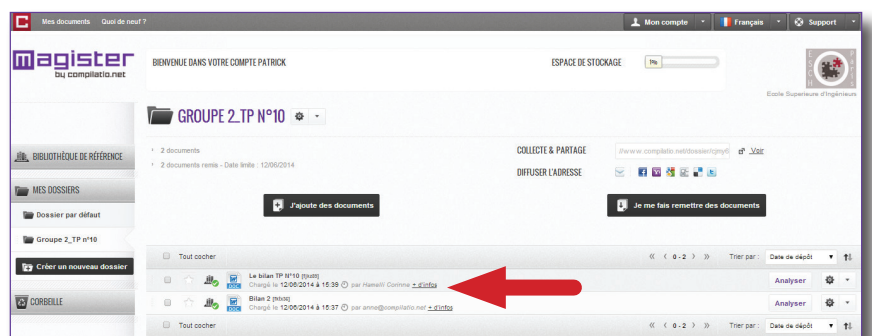 Mes documents Quoi de neuf ? Mon compte Français Support
magister
by compilatio.net
BIENVENUE DANS VOTRE COMPTE PATRICK
ESPACE DE STOCKAGE 1%
Ecole Superieure d'Ingénieurs
GROUPE 2_TP N°10
BIBLIOTHÈQUE DE RÉFÉRENCE
MES DOSSIERS
Dossier par défaut
Groupe 2_TP n°10
Créer un nouveau dossier
CORBEILLE
2 documents
2 documents remis - Date limite : 12/06/2014
COLLECTE & PARTAGE Voir
DIFFUSER L'ADRESSE
J'ajoute des documents
Je me fais remettre des documents
Tout cocher « ‹ 0 - 2 › » Trier par : Date de dépôt
DOC Le bilan TP N°10
Chargé le 12/06/2014 à 15:39 par Hamelli Corinne + d'infos
Analyser
DOC Bilan 2
Chargé le 12/06/2014 à 15:37 par anne@compilatio.net + d'infos
Analyser
Tout cocher « ‹ 0 - 2 › » Trier par : Date de dépôt